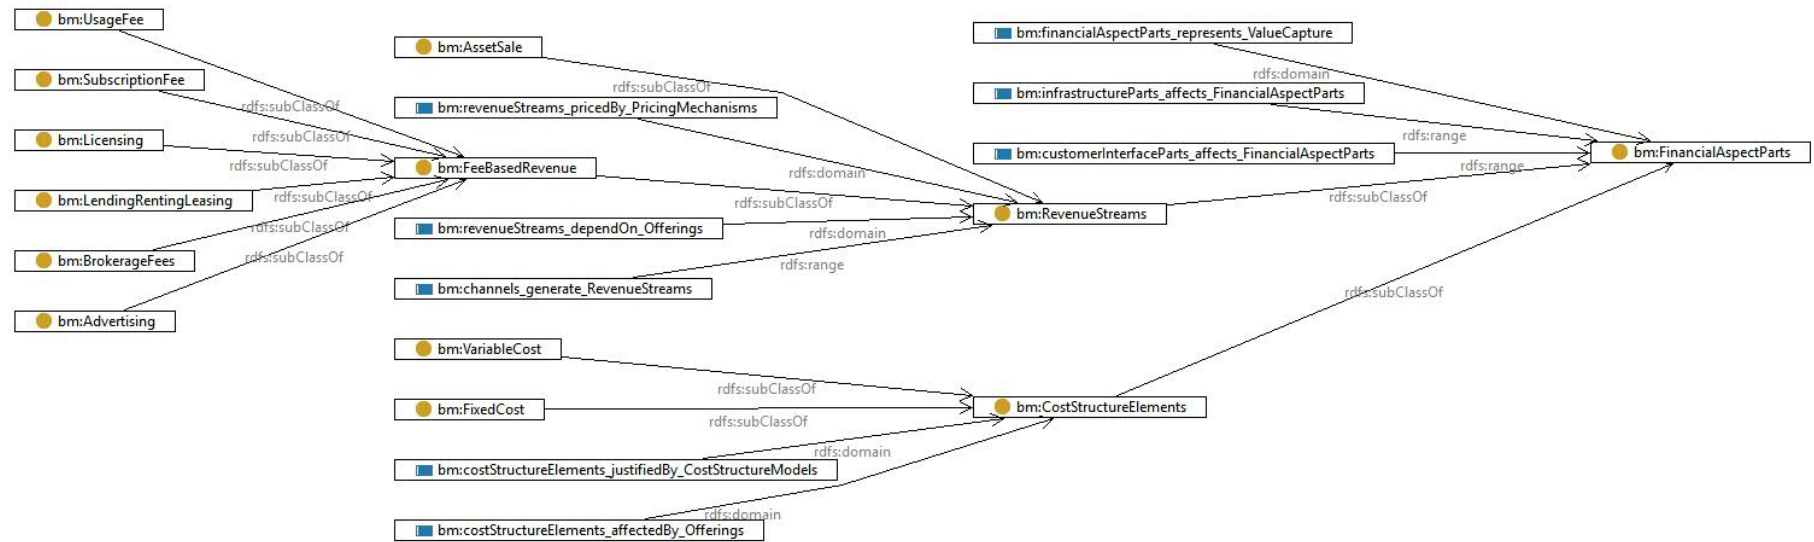 bm:UsageFee
bm:SubscriptionFee
bm:Licensing
bm:LendingRentingLeasing
bm:BrokerageFees
bm:Advertising
rdfs:subClassOf
rdfs:subClassOf
rdfs:subClassOf
rdfs:subClassOf
rdfs:subClassOf
rdfs:subClassOf
bm:AssetSale
bm:revenueStreams_pricedBy_PricingMechanisms
bm:FeeBasedRevenue
bm:revenueStreams_dependOn_Offerings
bm:channels_generate_RevenueStreams
bm:VariableCost
bm:FixedCost
bm:costStructureElements_justifiedBy_CostStructureModels
bm:costStructureElements_affectedBy_Offerings
rdfs:subClassOf
rdfs:domain
rdfs:subClassOf
rdfs:domain
rdfs:range
rdfs:subClassOf
rdfs:subClassOf
rdfs:domain
rdfs:domain
bm:financialAspectParts_represents_ValueCapture
bm:infrastructureParts_affects_FinancialAspectParts
bm:customerInterfaceParts_affects_FinancialAspectParts
bm:RevenueStreams
bm:CostStructureElements
rdfs:domain
rdfs:range
rdfs:range
rdfs:subClassOf
rdfs:subClassOf
bm:FinancialAspectParts